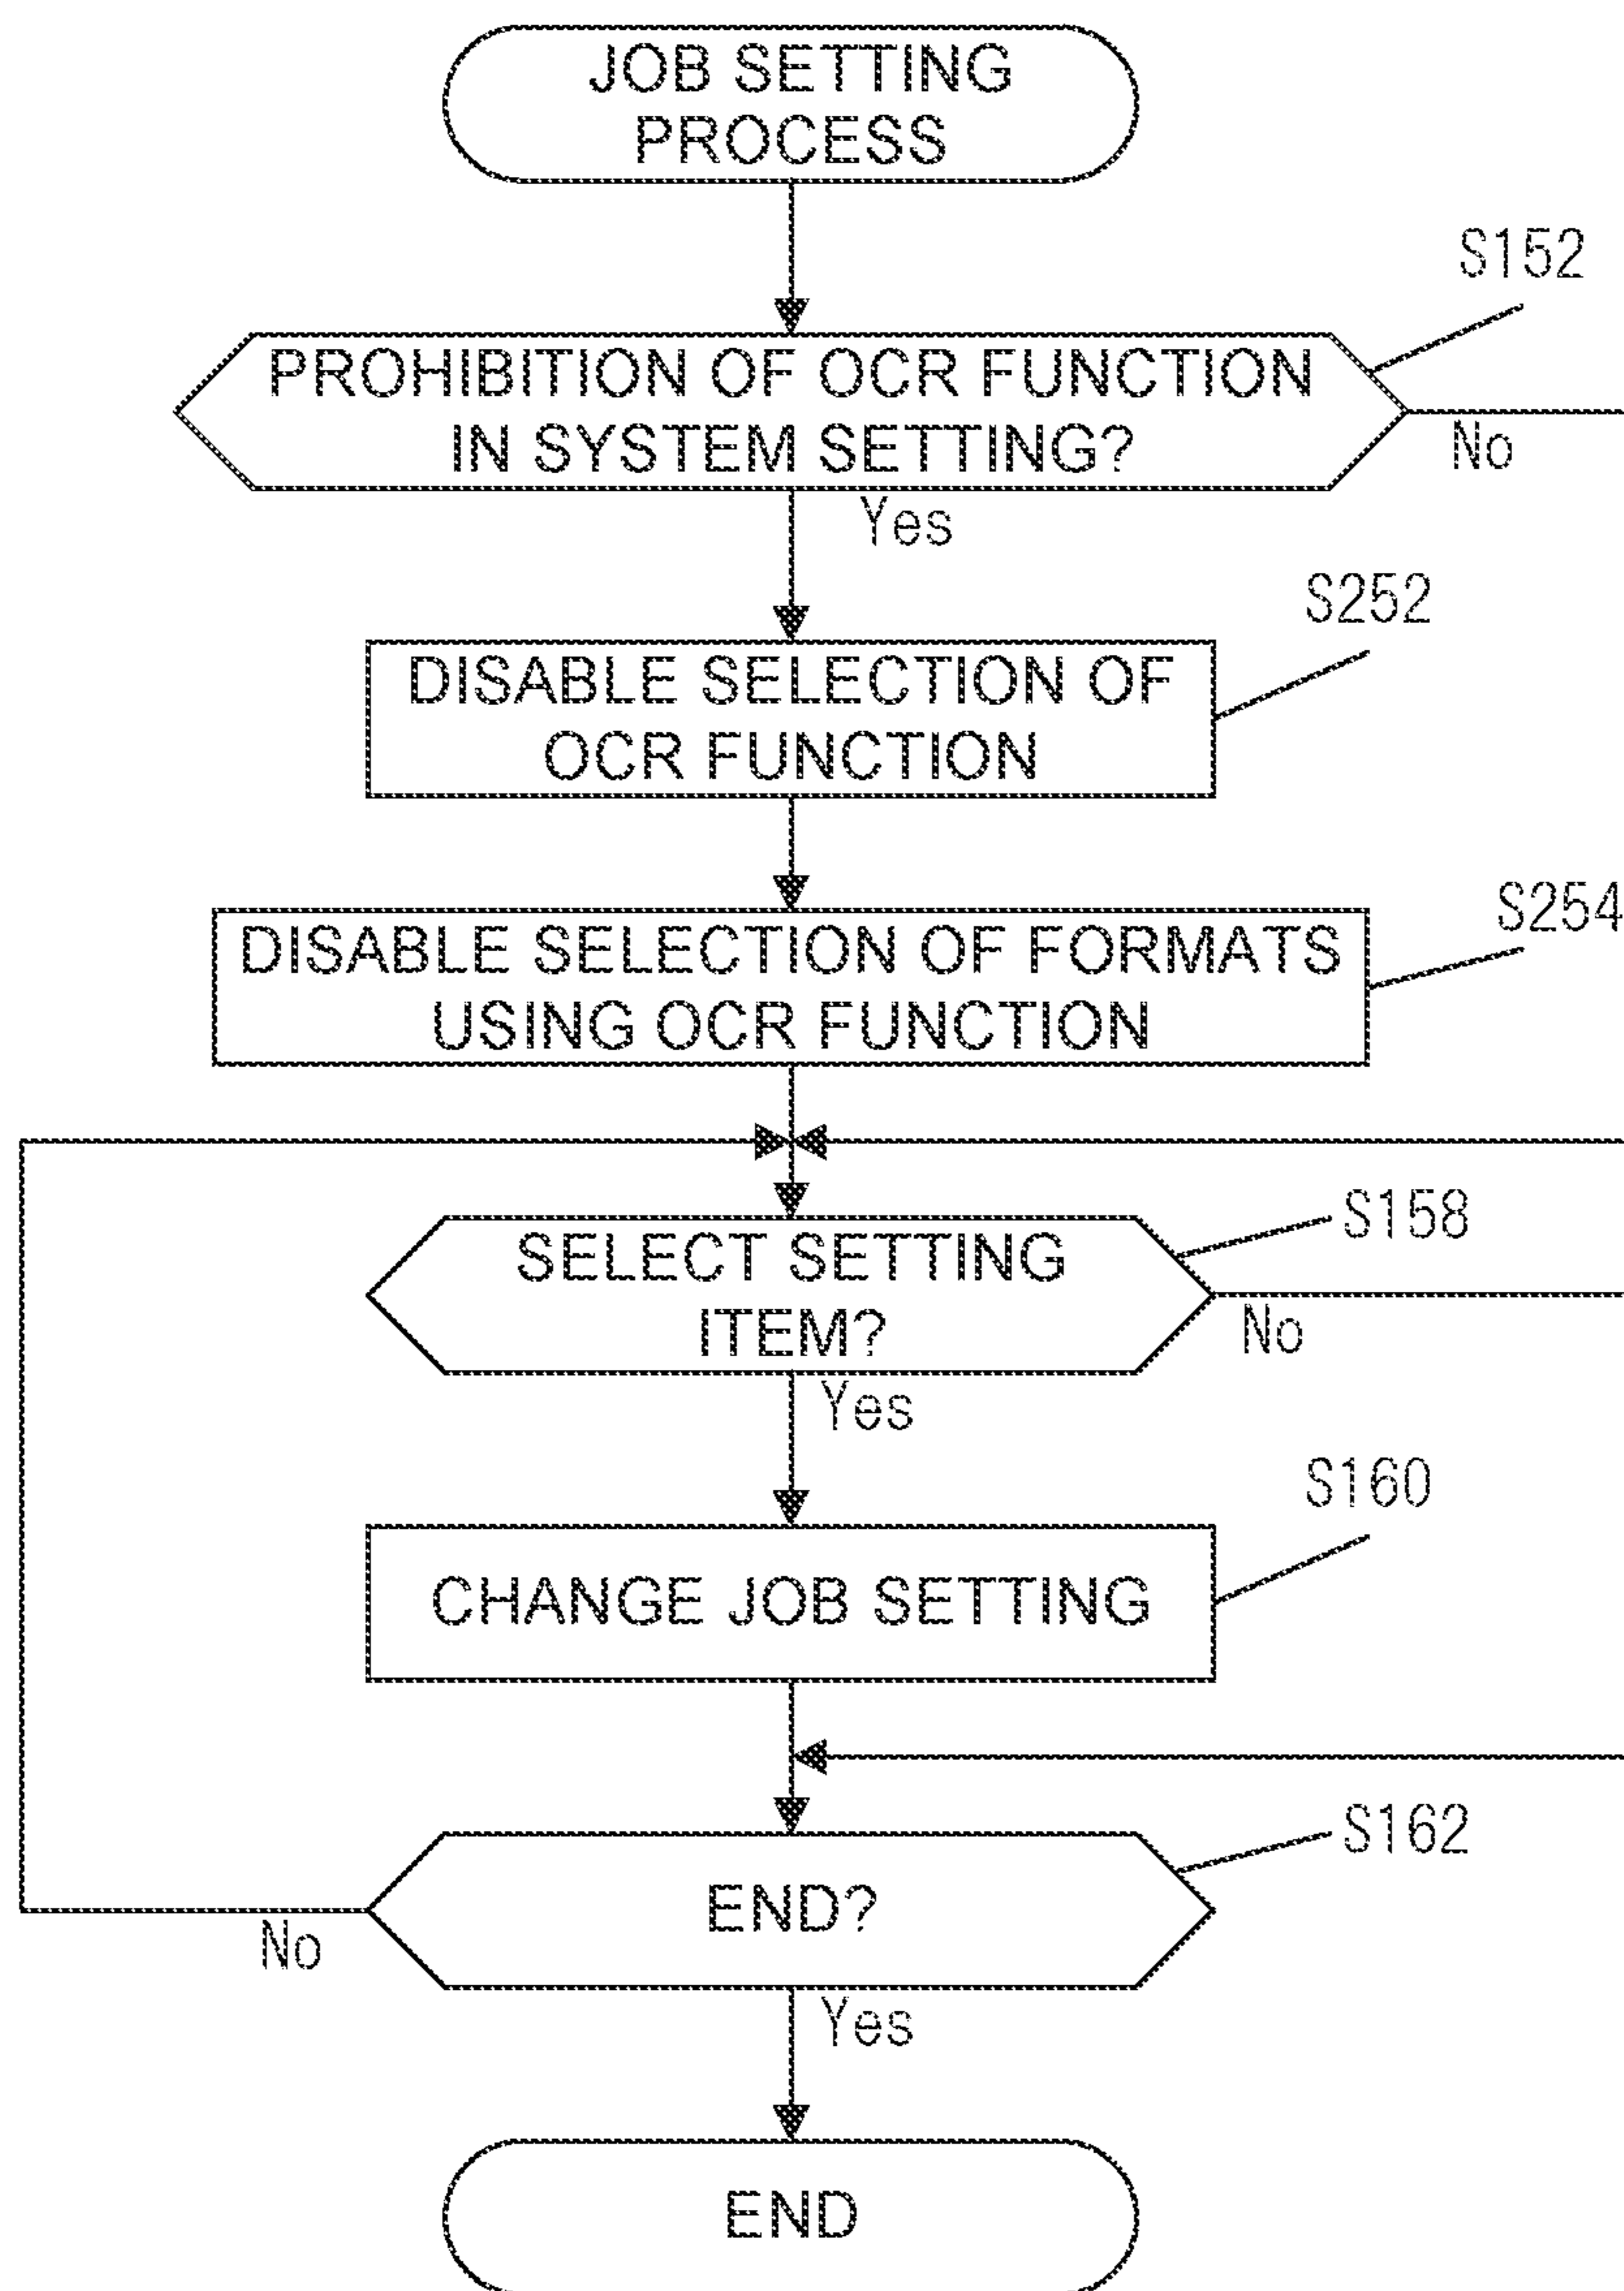 JOB SETTING
PROCESS
S152
PROHIBITION OF OCR FUNCTION
IN SYSTEM SETTING?
No
Yes
S252
DISABLE SELECTION OF
OCR FUNCTION
S254
DISABLE SELECTION OF FORMATS
USING OCR FUNCTION
S158
SELECT SETTING
ITEM?
No
Yes
S160
CHANGE JOB SETTING
S162
END?
No
Yes
END